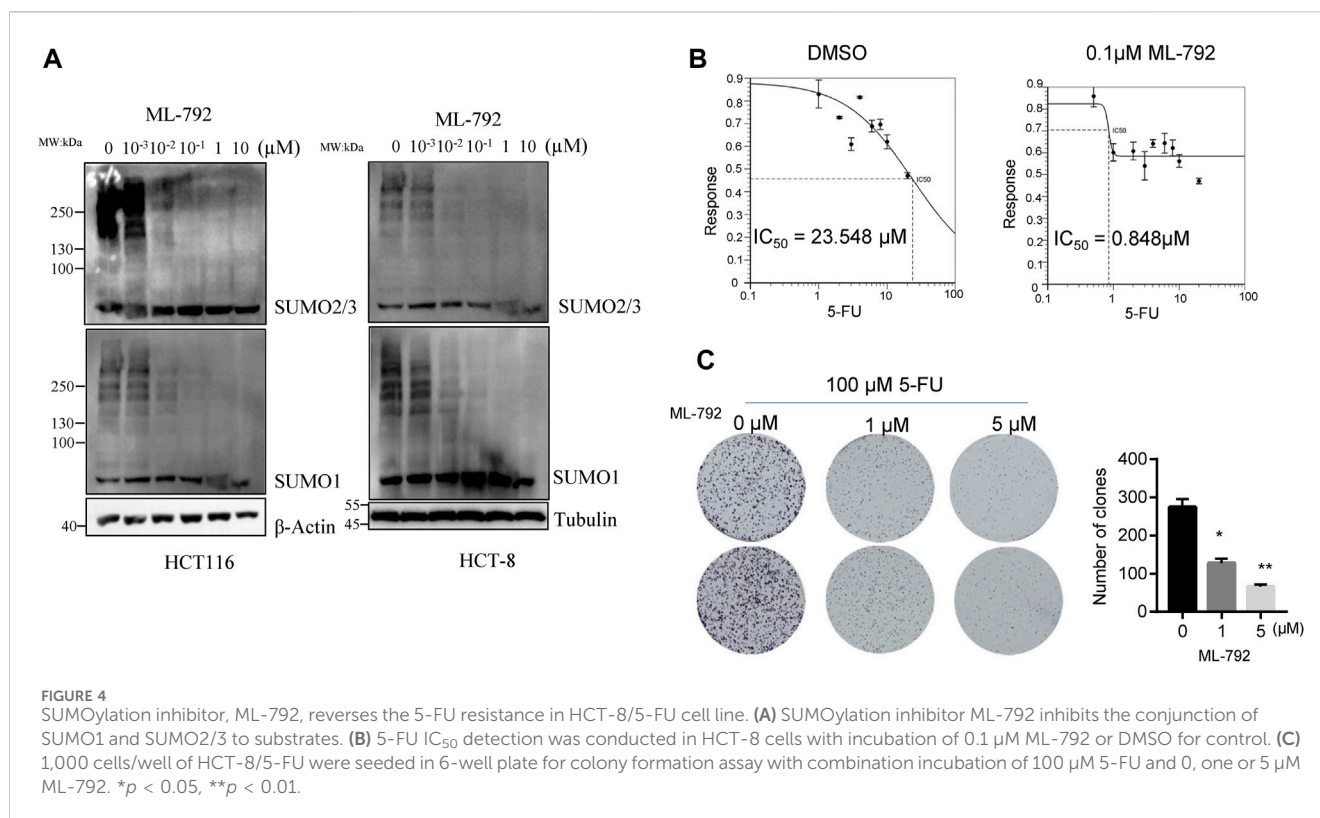 A
ML-792
MW:kDa
0 10-3 10-2 10-1 1 10 (µM)
250
130
100
SUMO2/3
250
130
100
SUMO1
40
β-Actin
HCT116
ML-792
MW:kDa
0 10-3 10-2 10-1 1 10 (µM)
SUMO2/3
SUMO1
55
45
Tubulin
HCT-8
B
DMSO
0.9
0.8
0.7
0.6
0.5
0.4
0.3
0.2
0.1
0
Response
IC50
IC50 = 23.548 µM
0.1 1 10 100
5-FU
0.1µM ML-792
0.9
0.8
0.7
0.6
0.5
0.4
0.3
0.2
0.1
0
Response
IC50
IC50 = 0.848µM
0.1 1 10 100
5-FU
C
100 µM 5-FU
ML-792
0 µM 1 µM 5 µM
400
300
200
100
0
Number of clones
*
**
0 1 5 (µM)
ML-792
FIGURE 4
SUMOylation inhibitor, ML-792, reverses the 5-FU resistance in HCT-8/5-FU cell line. (A) SUMOylation inhibitor ML-792 inhibits the conjunction of
SUMO1 and SUMO2/3 to substrates. (B) 5-FU IC50 detection was conducted in HCT-8 cells with incubation of 0.1 µM ML-792 or DMSO for control. (C)
1,000 cells/well of HCT-8/5-FU were seeded in 6-well plate for colony formation assay with combination incubation of 100 µM 5-FU and 0, one or 5 µM
ML-792. *p < 0.05, **p < 0.01.